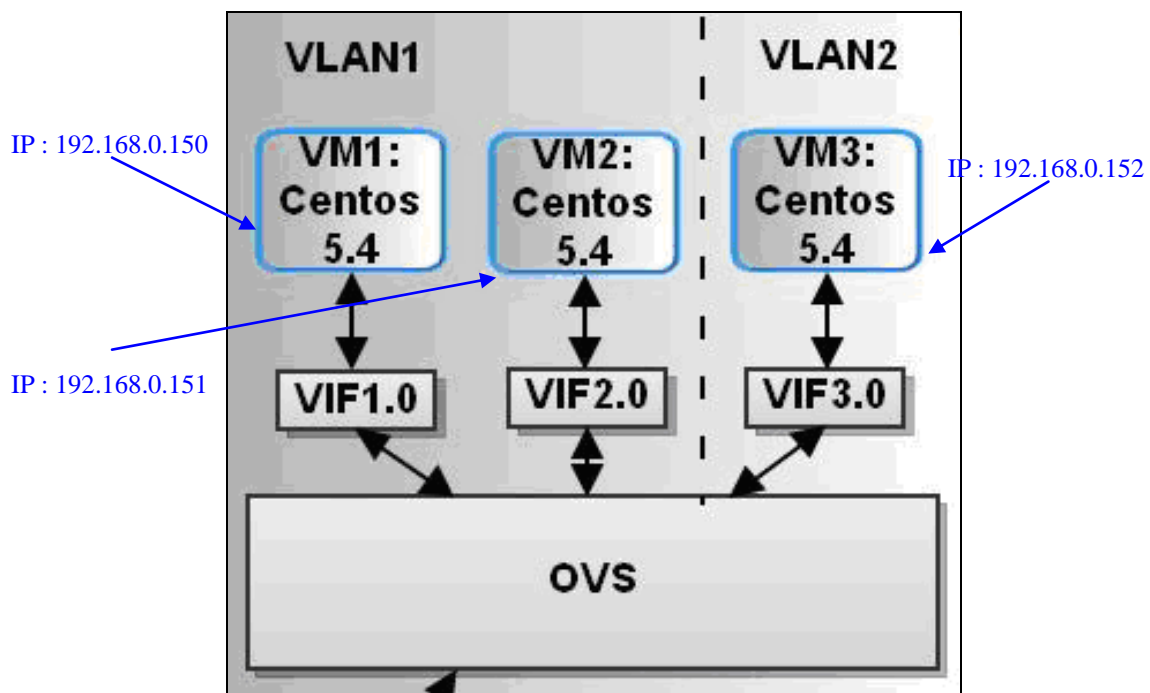 VLAN1
VLAN2
IP : 192.168.0.150
VM1:
Centos
5.4
VM2:
Centos
5.4
VM3:
Centos
5.4
IP : 192.168.0.152
IP : 192.168.0.151
VIF1.0
VIF2.0
VIF3.0
OVS